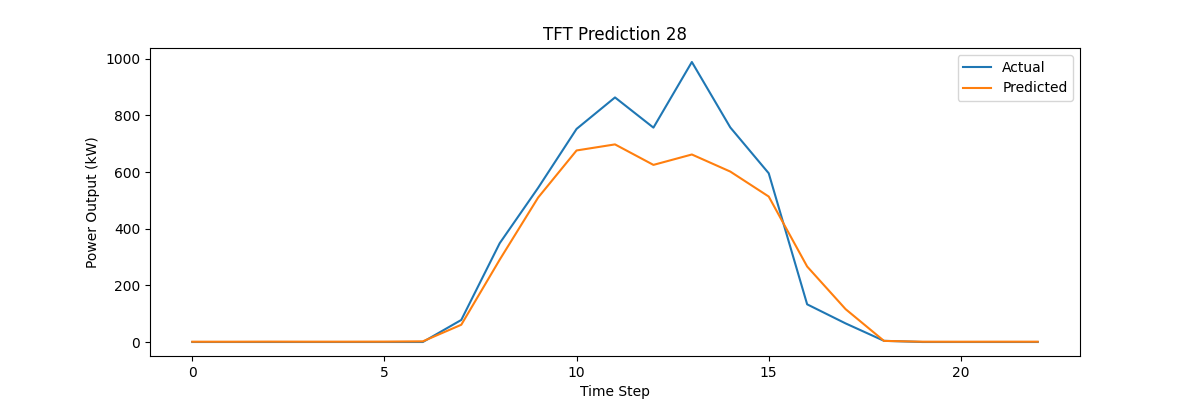 TFT Prediction 28
1000
800
600
400
200
0
Power Output (kW)
0 5 10 15 20
Time Step
Actual
Predicted